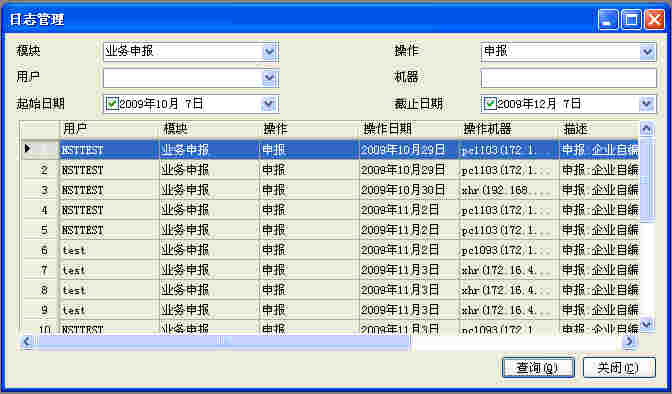 日志管理
模块 业务申报 操作 申报
用户 机器
起始日期 2009年10月 7日 截止日期 2009年12月 7日
用户 模块 操作 操作日期 操作机器 描述
1 NSTTEST 业务申报 申报 2009年10月29日 pc1103(172.1... 申报:企业自编
2 NSTTEST 业务申报 申报 2009年10月29日 pc1103(172.1... 申报:企业自编
3 NSTTEST 业务申报 申报 2009年10月30日 xhr(192.168.... 申报:企业自编
4 NSTTEST 业务申报 申报 2009年11月2日 pc1103(172.1... 申报:企业自编
5 NSTTEST 业务申报 申报 2009年11月2日 pc1103(172.1... 申报:企业自编
6 test 业务申报 申报 2009年11月2日 pc1093(172.1... 申报:企业自编
7 test 业务申报 申报 2009年11月3日 xhr(172.16.4... 申报:企业自编
8 test 业务申报 申报 2009年11月3日 xhr(172.16.4... 申报:企业自编
9 test 业务申报 申报 2009年11月3日 xhr(172.16.4... 申报:企业自编
10 NSTTEST 业务申报 申报 2009年11月3日 pc1093(172.1... 申报:企业自编
查询(Q) 关闭(C)